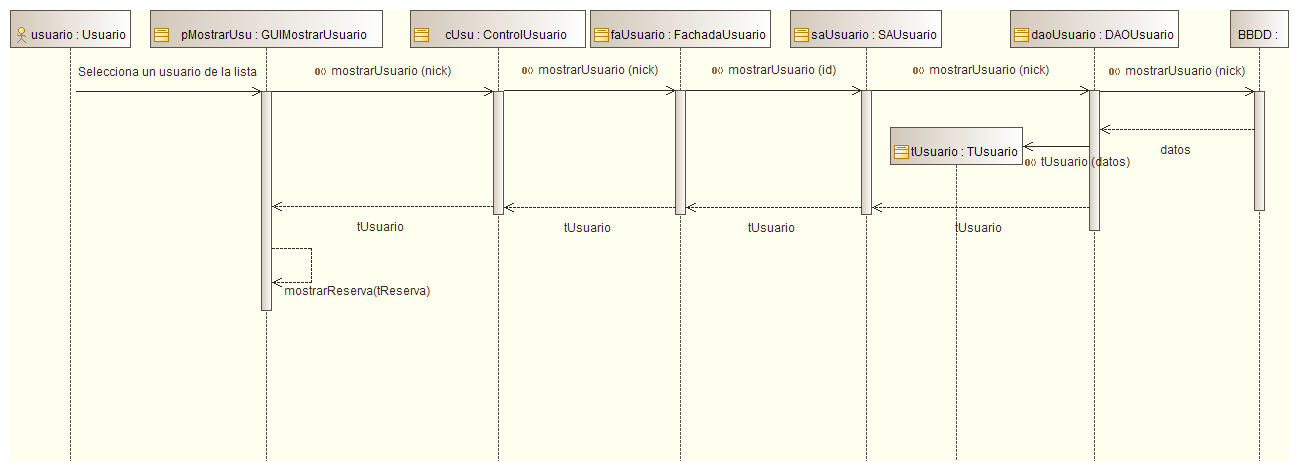 usuario : Usuario
pMostrarUsu : GUIMostrarUsuario
cUsu : ControlUsuario
faUsuario : FachadaUsuario
saUsuario : SAUsuario
daoUsuario : DAOUsuario
BBDD :
Selecciona un usuario de la lista
mostrarUsuario (nick)
mostrarUsuario (nick)
mostrarUsuario (id)
mostrarUsuario (nick)
mostrarUsuario (nick)
tUsuario : TUsuario
datos
tUsuario (datos)
tUsuario
tUsuario
tUsuario
tUsuario
mostrarReserva(tReserva)